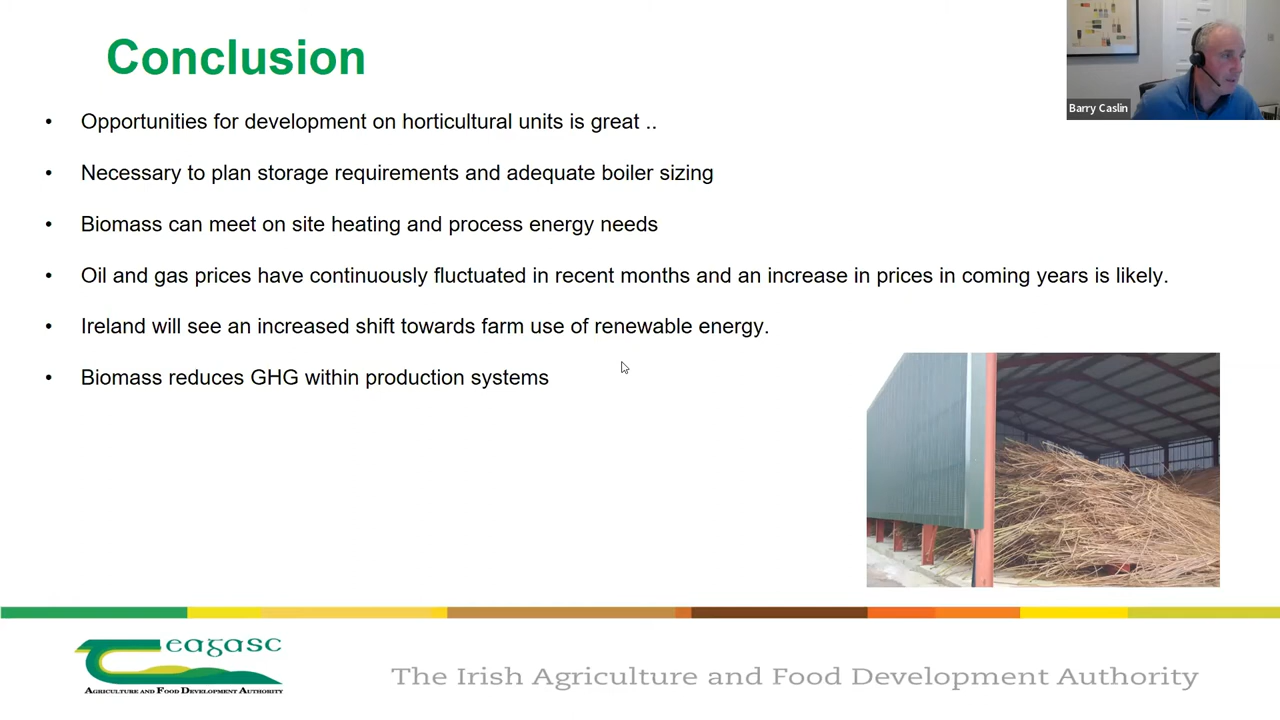 Conclusion
Barry Caslin
• Opportunities for development on horticultural units is great ..
• Necessary to plan storage requirements and adequate boiler sizing
• Biomass can meet on site heating and process energy needs
• Oil and gas prices have continuously fluctuated in recent months and an increase in prices in coming years is likely.
• Ireland will see an increased shift towards farm use of renewable energy.
• Biomass reduces GHG within production systems
teagasc
AGRICULTURE AND FOOD DEVELOPMENT AUTHORITY
The Irish Agriculture and Food Development Authority